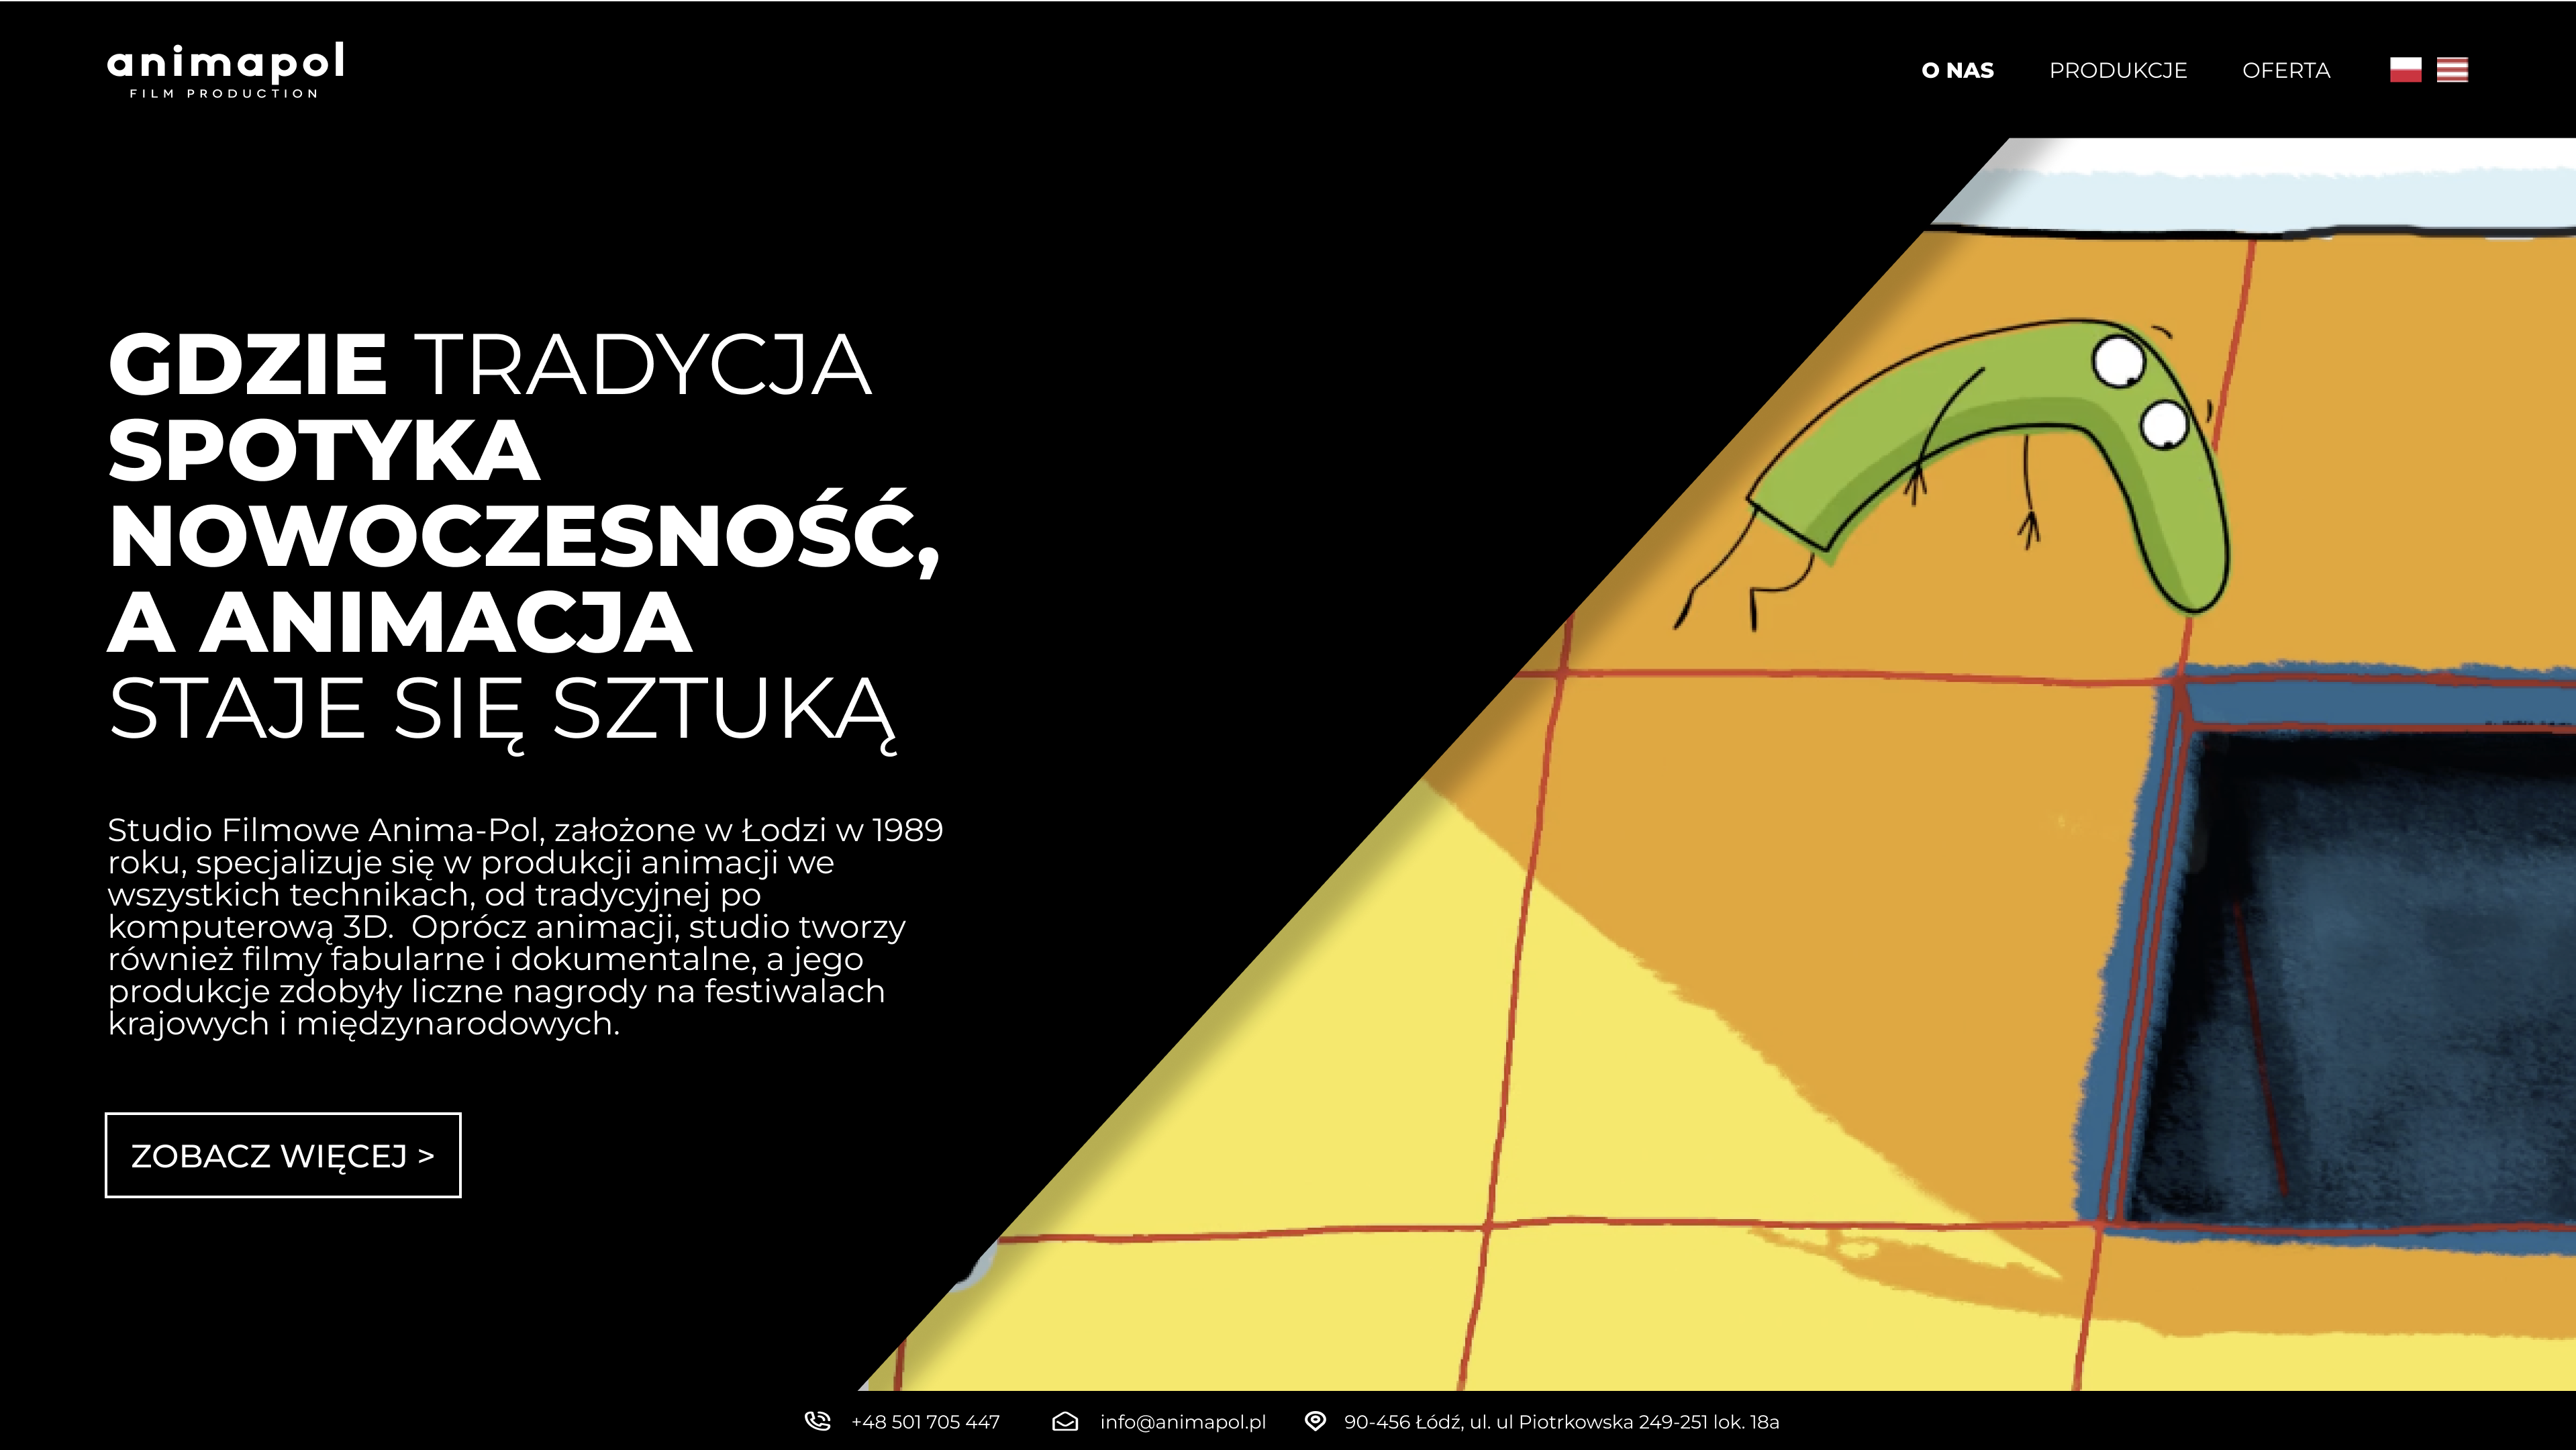 animapol
FILM PRODUCTION
O NAS
PRODUKCJE
OFERTA
GDZIE TRADYCJA
SPOTYKA
NOWOCZESNOŚĆ,
A ANIMACJA
STAJE SIĘ SZTUKĄ
Studio Filmowe Anima-Pol, założone w Łodzi w 1989
roku, specjalizuje się w produkcji animacji we
wszystkich technikach, od tradycyjnej po
komputerową 3D.  Oprócz animacji, studio tworzy
również filmy fabularne i dokumentalne, a jego
produkcje zdobyły liczne nagrody na festiwalach
krajowych i międzynarodowych.
ZOBACZ WIĘCEJ >
+48 501 705 447
info@animapol.pl
90-456 Łódź, ul. ul Piotrkowska 249-251 lok. 18a